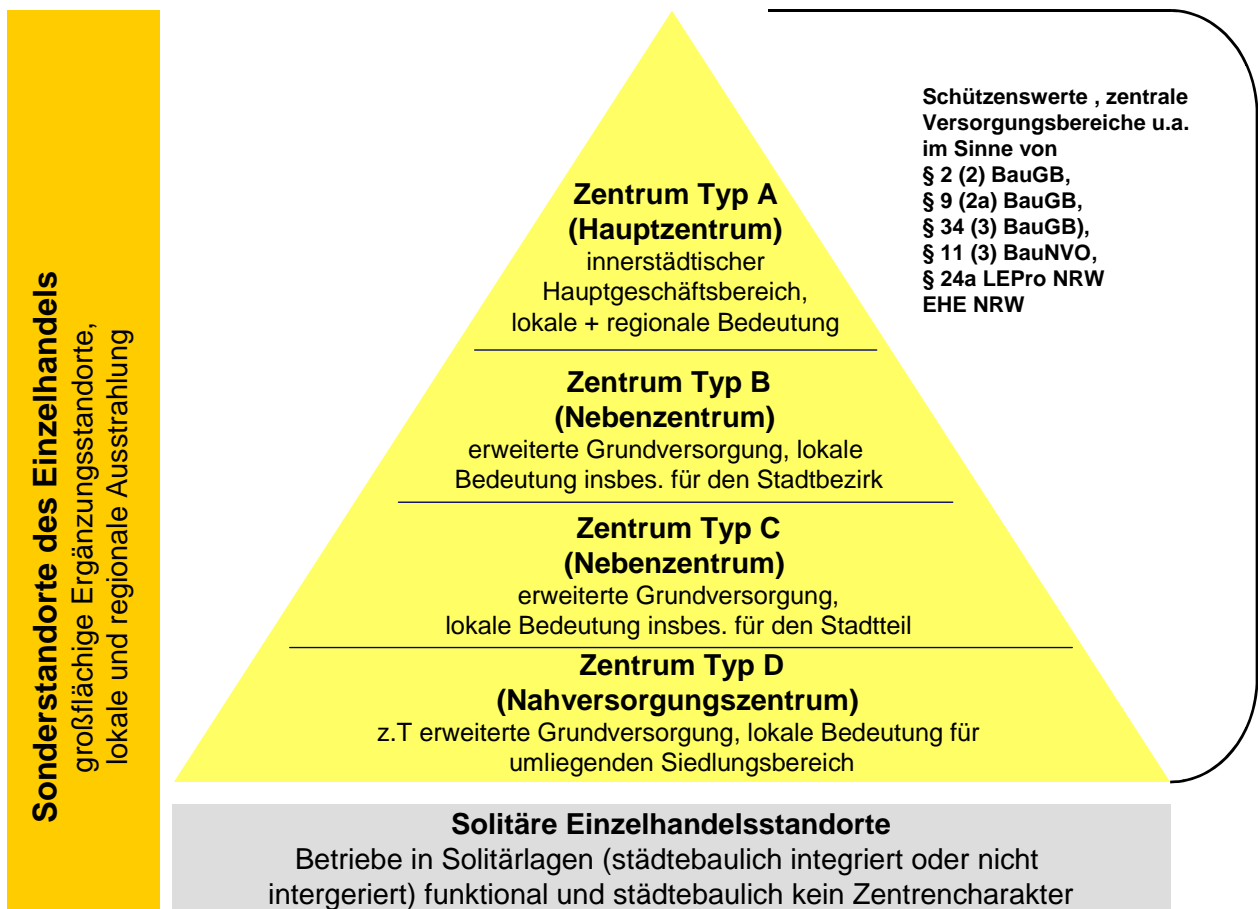 Sonderstandorte des Einzelhandels
großflächige Ergänzungsstandorte,
lokale und regionale Ausstrahlung
Zentrum Typ A
(Hauptzentrum)
innerstädtischer
Hauptgeschäftsbereich,
lokale + regionale Bedeutung
Zentrum Typ B
(Nebenzentrum)
erweiterte Grundversorgung, lokale
Bedeutung insbes. für den Stadtbezirk
Zentrum Typ C
(Nebenzentrum)
erweiterte Grundversorgung,
lokale Bedeutung insbes. für den Stadtteil
Zentrum Typ D
(Nahversorgungszentrum)
z.T erweiterte Grundversorgung, lokale Bedeutung für
umliegenden Siedlungsbereich
Schützenswerte , zentrale
Versorgungsbereiche u.a.
im Sinne von
§ 2 (2) BauGB,
§ 9 (2a) BauGB,
§ 34 (3) BauGB),
§ 11 (3) BauNVO,
§ 24a LEPro NRW
EHE NRW
Solitäre Einzelhandelsstandorte
Betriebe in Solitärlagen (städtebaulich integriert oder nicht
intergeriert) funktional und städtebaulich kein Zentrencharakter